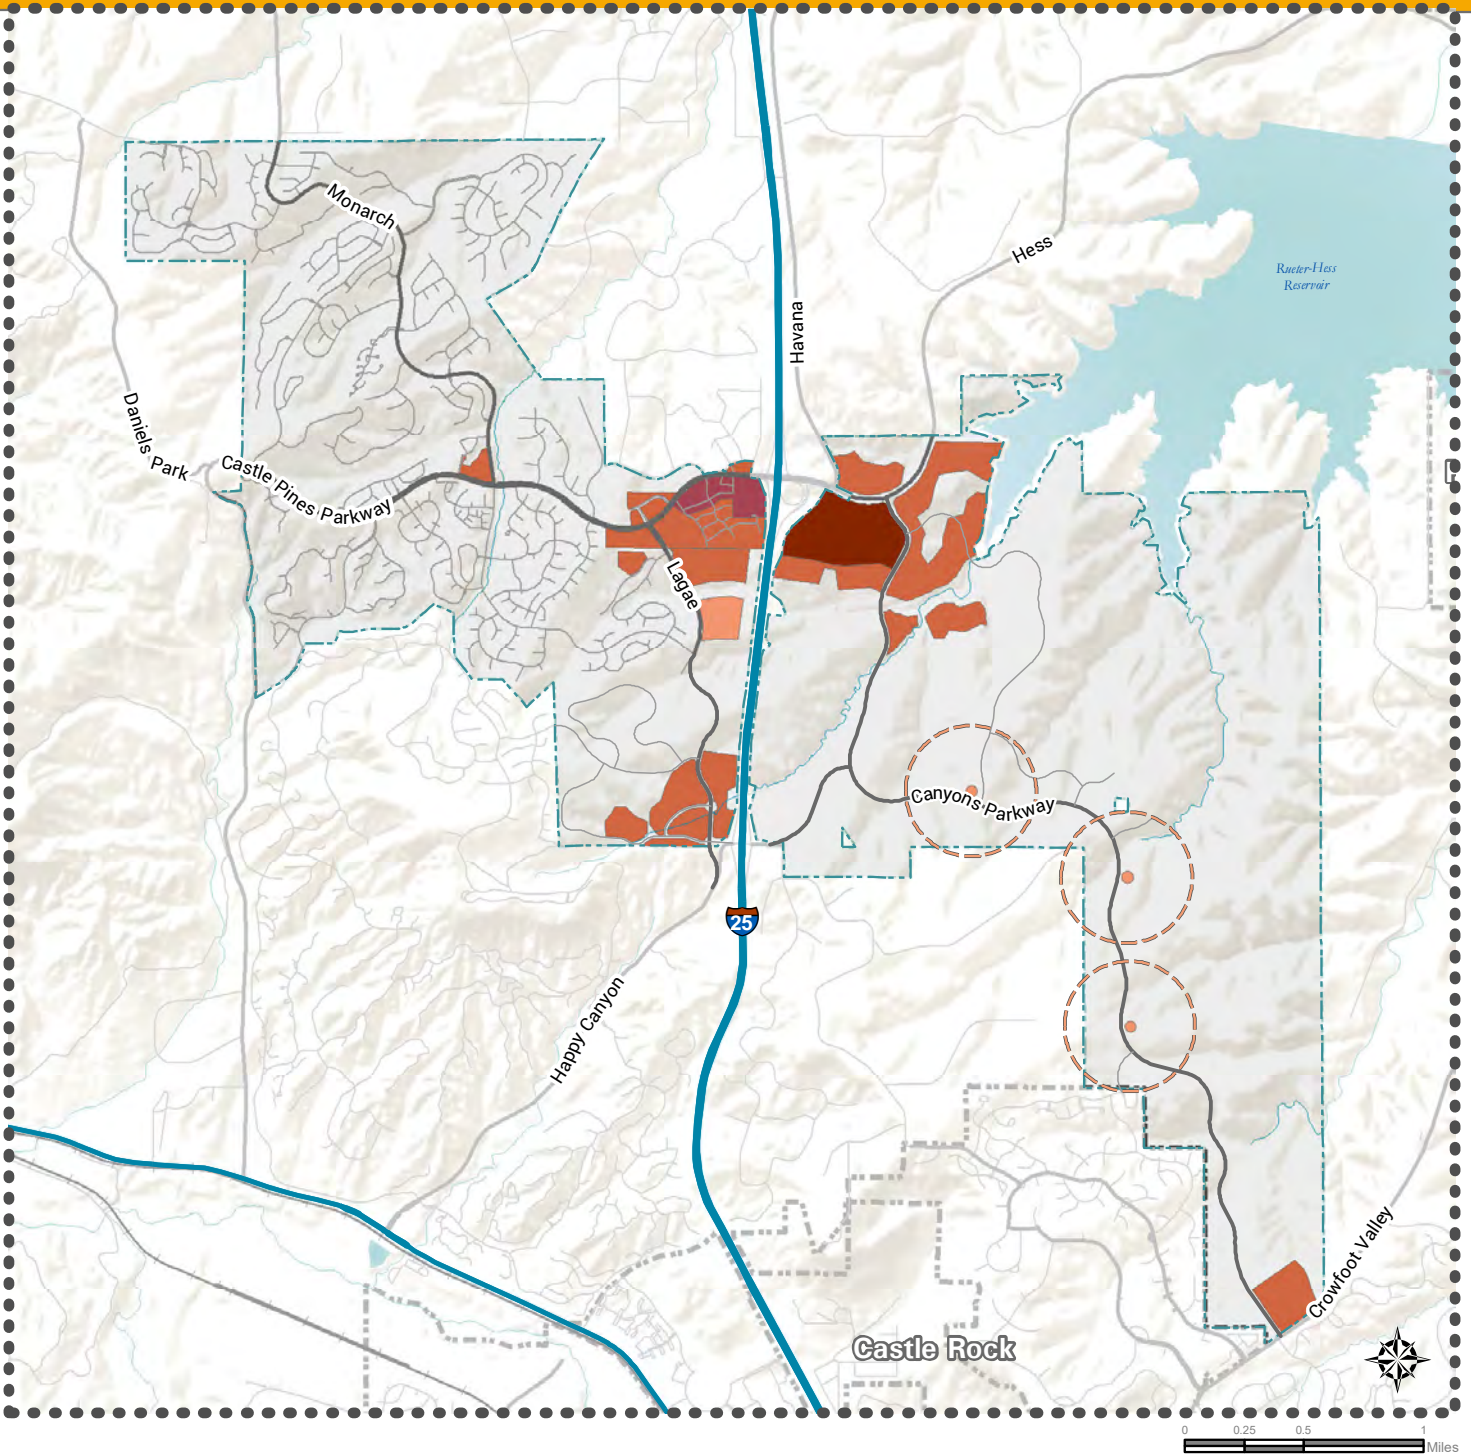 Monarch
Hess
Rueter-Hess
Reservoir
Havana
Daniels Park
Castle Pines Parkway
Lagae
Canyons Parkway
25
Happy Canyon
Crowfoot Valley
Castle Rock
0 0.25 0.5 1
Miles